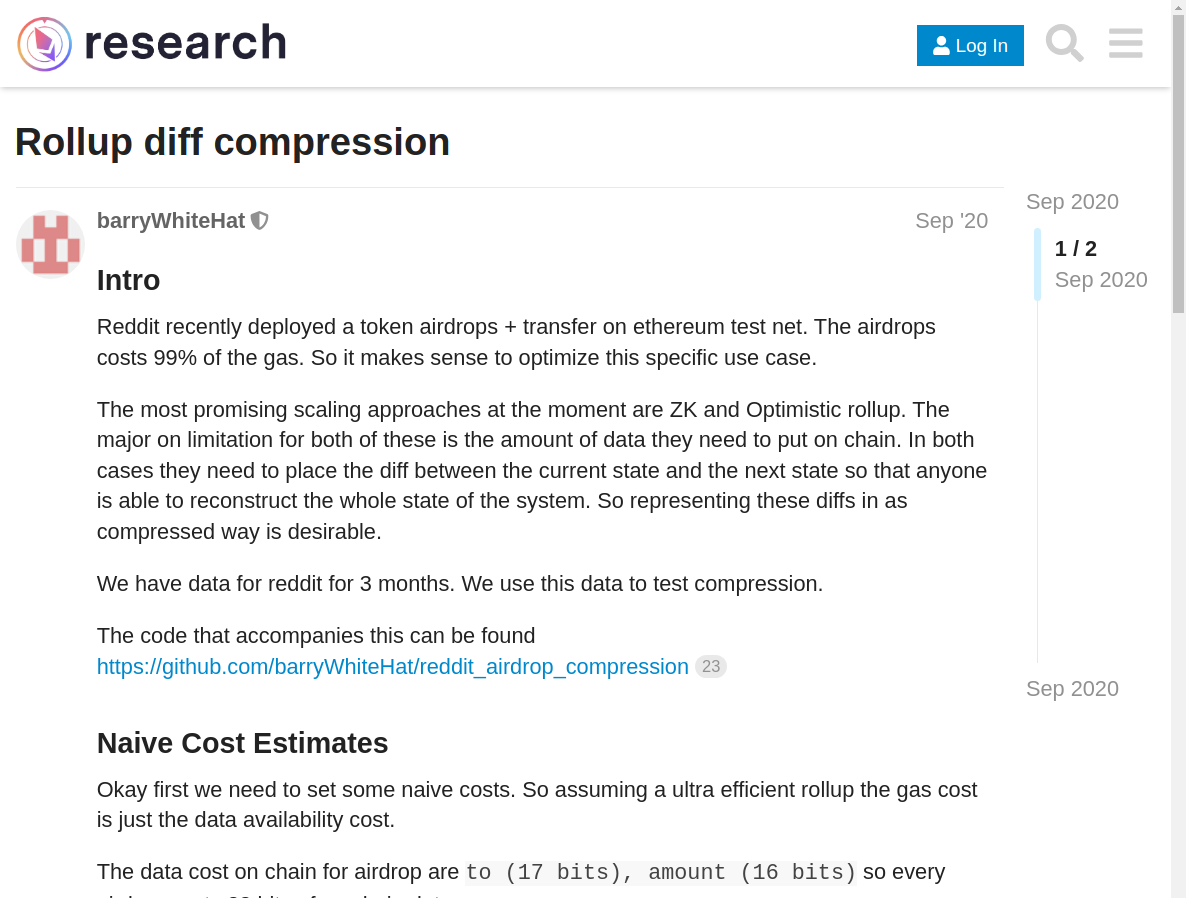 research
Log In
Rollup diff compression
barryWhiteHat
Sep '20
Sep 2020
1 / 2
Sep 2020
Intro
Reddit recently deployed a token airdrops + transfer on ethereum test net. The airdrops
costs 99% of the gas. So it makes sense to optimize this specific use case.
The most promising scaling approaches at the moment are ZK and Optimistic rollup. The
major on limitation for both of these is the amount of data they need to put on chain. In both
cases they need to place the diff between the current state and the next state so that anyone
is able to reconstruct the whole state of the system. So representing these diffs in as
compressed way is desirable.
We have data for reddit for 3 months. We use this data to test compression.
The code that accompanies this can be found
https://github.com/barryWhiteHat/reddit_airdrop_compression 23
Sep 2020
Naive Cost Estimates
Okay first we need to set some naive costs. So assuming a ultra efficient rollup the gas cost
is just the data availability cost.
The data cost on chain for airdrop are to (17 bits), amount (16 bits) so every